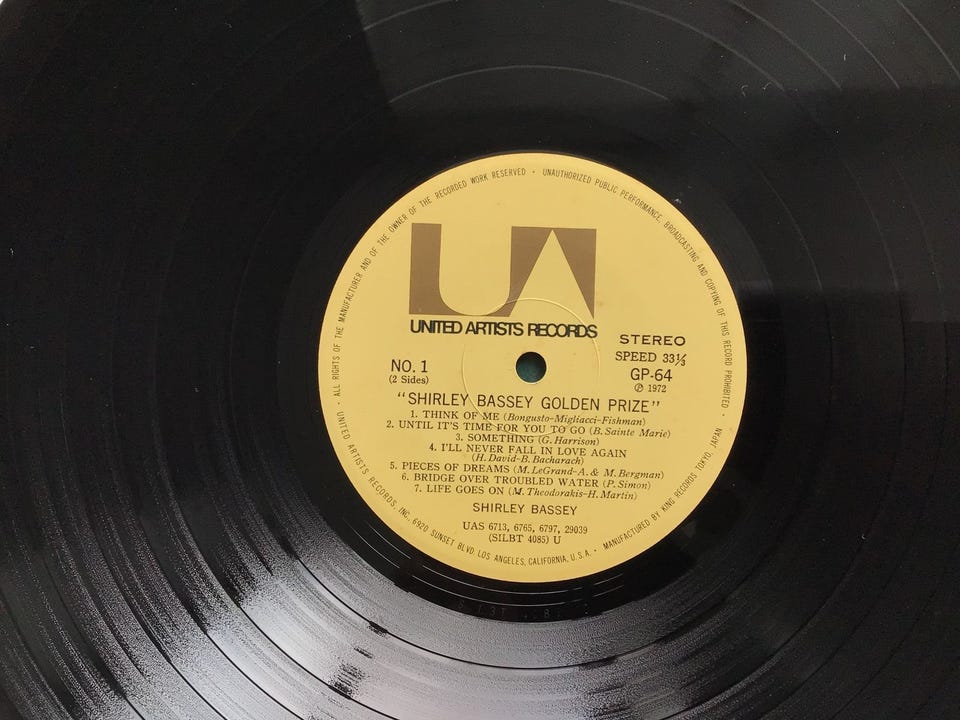 · ALL RIGHTS OF THE MANUFACTURER AND OF THE OWNER OF THE RECORDED WORK RESERVED · UNAUTHORIZED PUBLIC PERFORMANCE, BROADCASTING AND COPYING OF THIS RECORD PROHIBITED ·
UA
UNITED ARTISTS RECORDS
STEREO
SPEED 33⅓
NO. 1
(2 Sides)
GP-64
Ⓟ 1972
"SHIRLEY BASSEY GOLDEN PRIZE"
1. THINK OF ME (Bongusto-Migliacci-Fishman)
2. UNTIL IT'S TIME FOR YOU TO GO (B. Sainte Marie)
3. SOMETHING (G. Harrison)
4. I'LL NEVER FALL IN LOVE AGAIN
(H. David-B. Bacharach)
5. PIECES OF DREAMS (M. LeGrand-A. & M. Bergman)
6. BRIDGE OVER TROUBLED WATER (P. Simon)
7. LIFE GOES ON (M. Theodorakis-H. Martin)
SHIRLEY BASSEY
UAS 6713, 6765, 6797, 29039
(SILBT 4085) U
UNITED ARTISTS RECORDS, INC. 6920 SUNSET BLVD. LOS ANGELES, CALIFORNIA, U.S.A. · MANUFACTURED BY KING RECORDS TOKYO, JAPAN